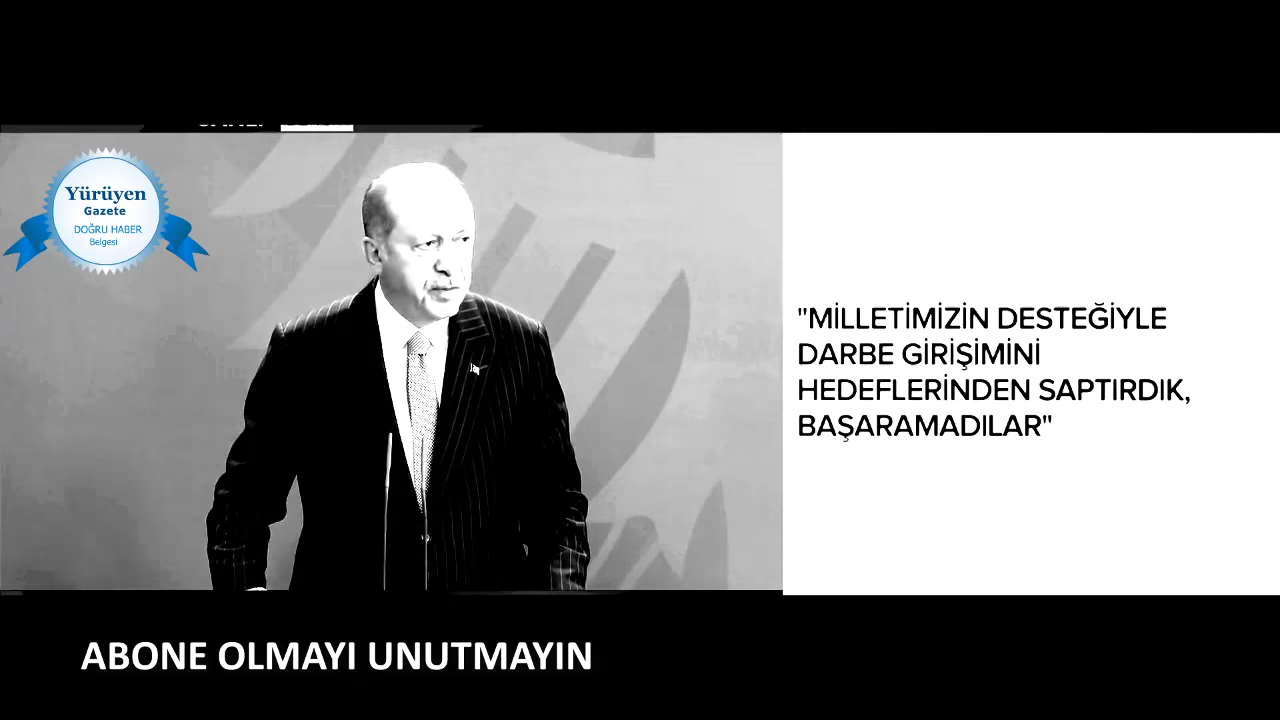 Yürüyen
Gazete
DOĞRU HABER
Belgesi
"MİLLETİMİZİN DESTEĞİYLE
DARBE GİRİŞİMİNİ
HEDEFLERİNDEN SAPTIRDIK,
BAŞARAMADILAR"
ABONE OLMAYI UNUTMAYIN